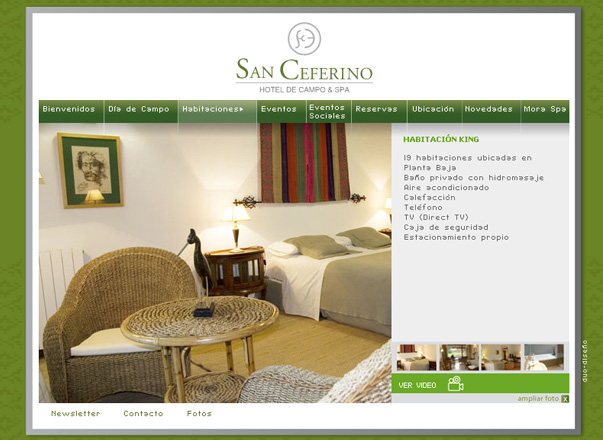 SAN CEFERINO
HOTEL DE CAMPO & SPA
Bienvenidos
Día de Campo
Habitaciones
Eventos
Eventos
Sociales
Reservas
Ubicación
Novedades
Mora Spa
HABITACIÓN KING
19 habitaciones ubicadas en
Planta Baja
Baño privado con hidromasaje
Aire acondicionado
Calefacción
Teléfono
TV (Direct TV)
Caja de seguridad
Estacionamiento propio
VER VIDEO
ampliar foto
Newsletter
Contacto
Fotos
duo-diseño